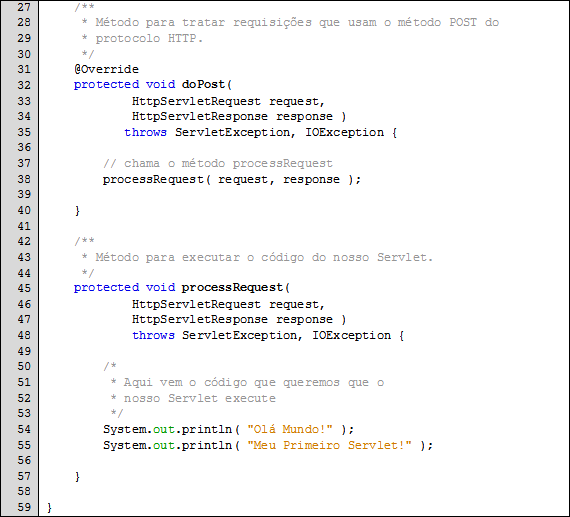 27     /**
28      * Método para tratar requisições que usam o método POST do
29      * protocolo HTTP.
30      */
31     @Override
32     protected void doPost(
33             HttpServletRequest request,
34             HttpServletResponse response )
35            throws ServletException, IOException {
36
37         // chama o método processRequest
38         processRequest( request, response );
39
40     }
41
42     /**
43      * Método para executar o código do nosso Servlet.
44      */
45     protected void processRequest(
46             HttpServletRequest request,
47             HttpServletResponse response )
48             throws ServletException, IOException {
49
50         /*
51          * Aqui vem o código que queremos que o
52          * nosso Servlet execute
53          */
54         System.out.println( "Olá Mundo!" );
55         System.out.println( "Meu Primeiro Servlet!" );
56
57     }
58
59 }